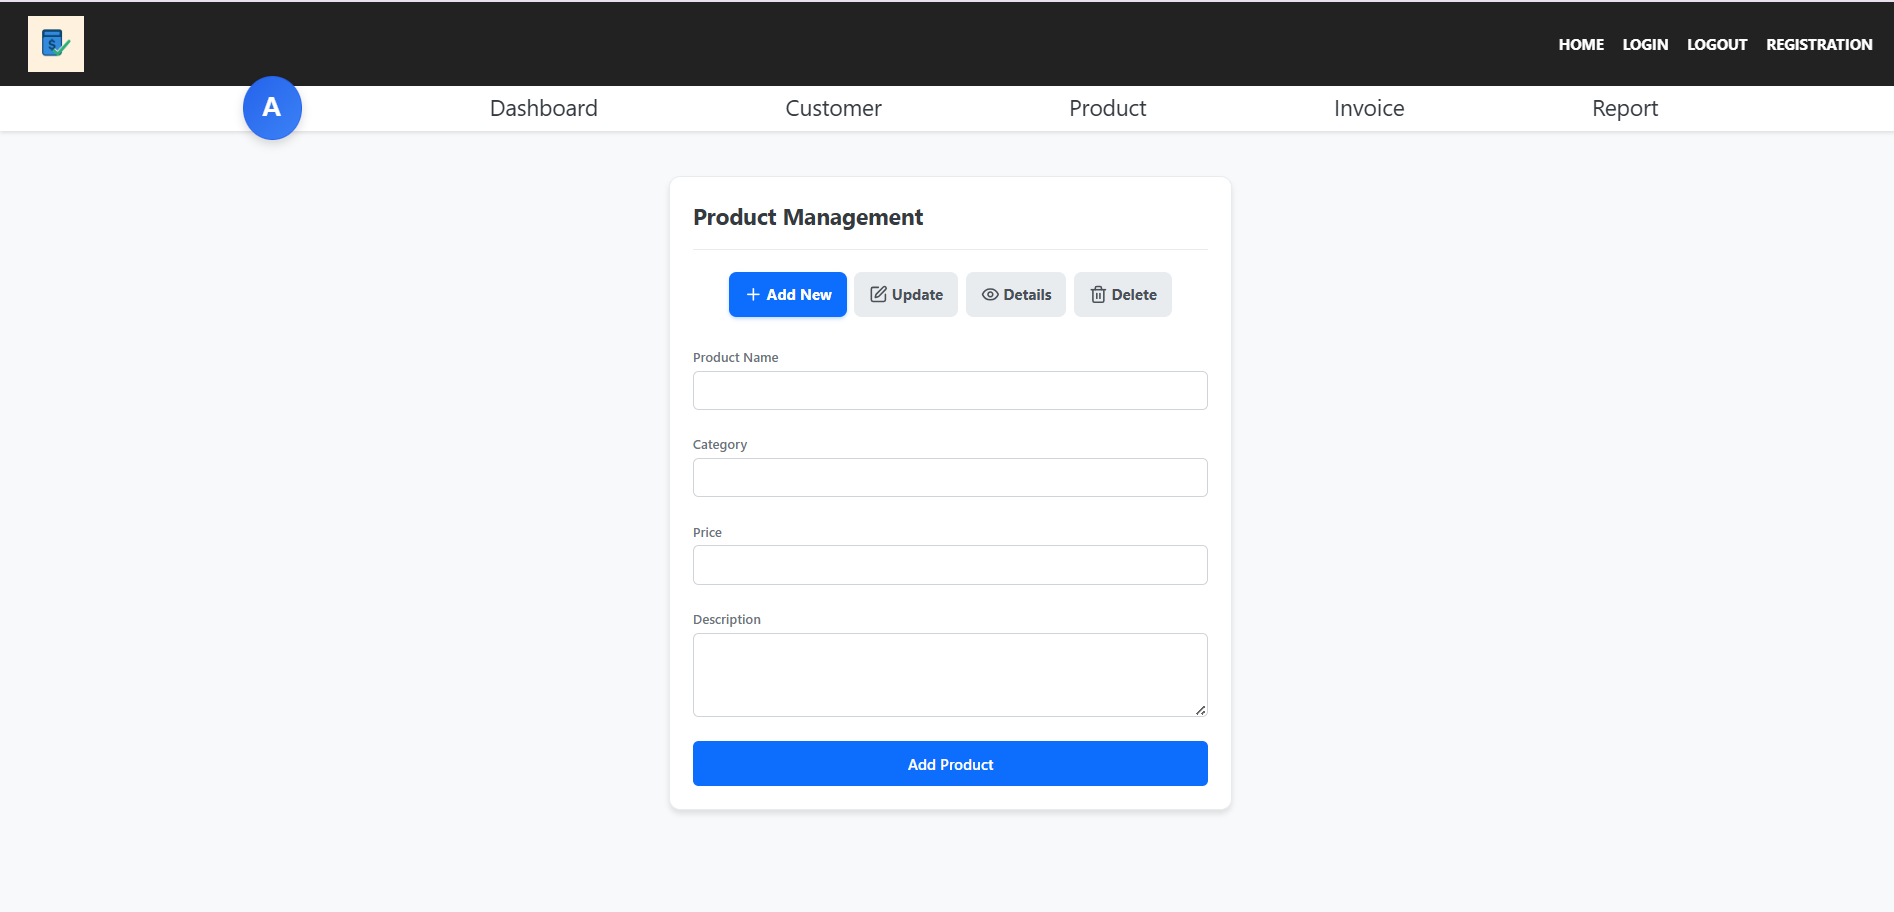 $
HOME LOGIN LOGOUT REGISTRATION
A Dashboard Customer Product Invoice Report
Product Management
Add New Update Details Delete
Product Name
Category
Price
Description
Add Product